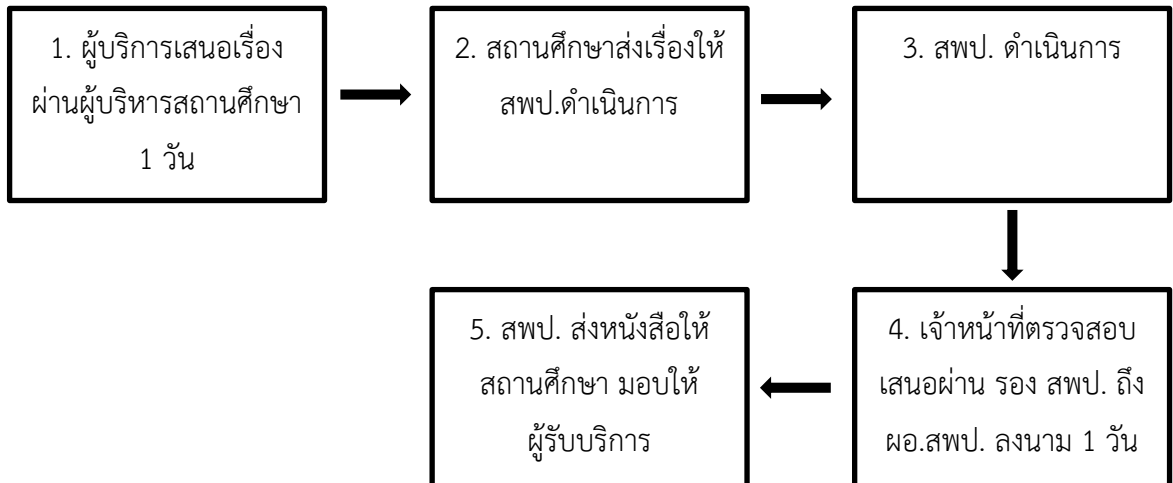 1. ผู้บริการเสนอเรื่อง
ผ่านผู้บริหารสถานศึกษา
1 วัน
2. สถานศึกษาส่งเรื่องให้
สพป.ดำเนินการ
3. สพป. ดำเนินการ
4. เจ้าหน้าที่ตรวจสอบ
เสนอผ่าน รอง สพป. ถึง
ผอ.สพป. ลงนาม 1 วัน
5. สพป. ส่งหนังสือให้
สถานศึกษา มอบให้
ผู้รับบริการ